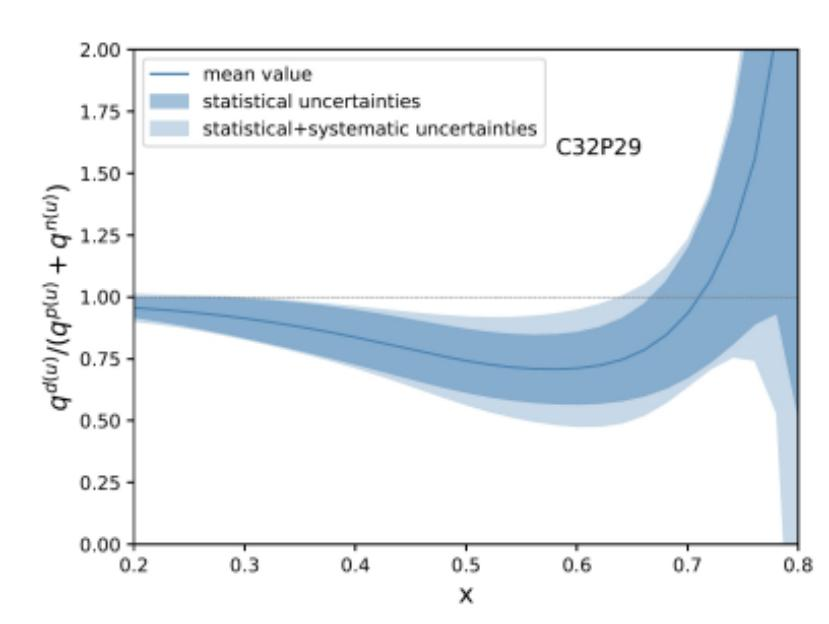 2.00
1.75
1.50
1.25
1.00
0.75
0.50
0.25
0.00
q^{d(u)}/(q^{p(u)} + q^{n(u)})
mean value
statistical uncertainties
statistical+systematic uncertainties
C32P29
0.2 0.3 0.4 0.5 0.6 0.7 0.8
x